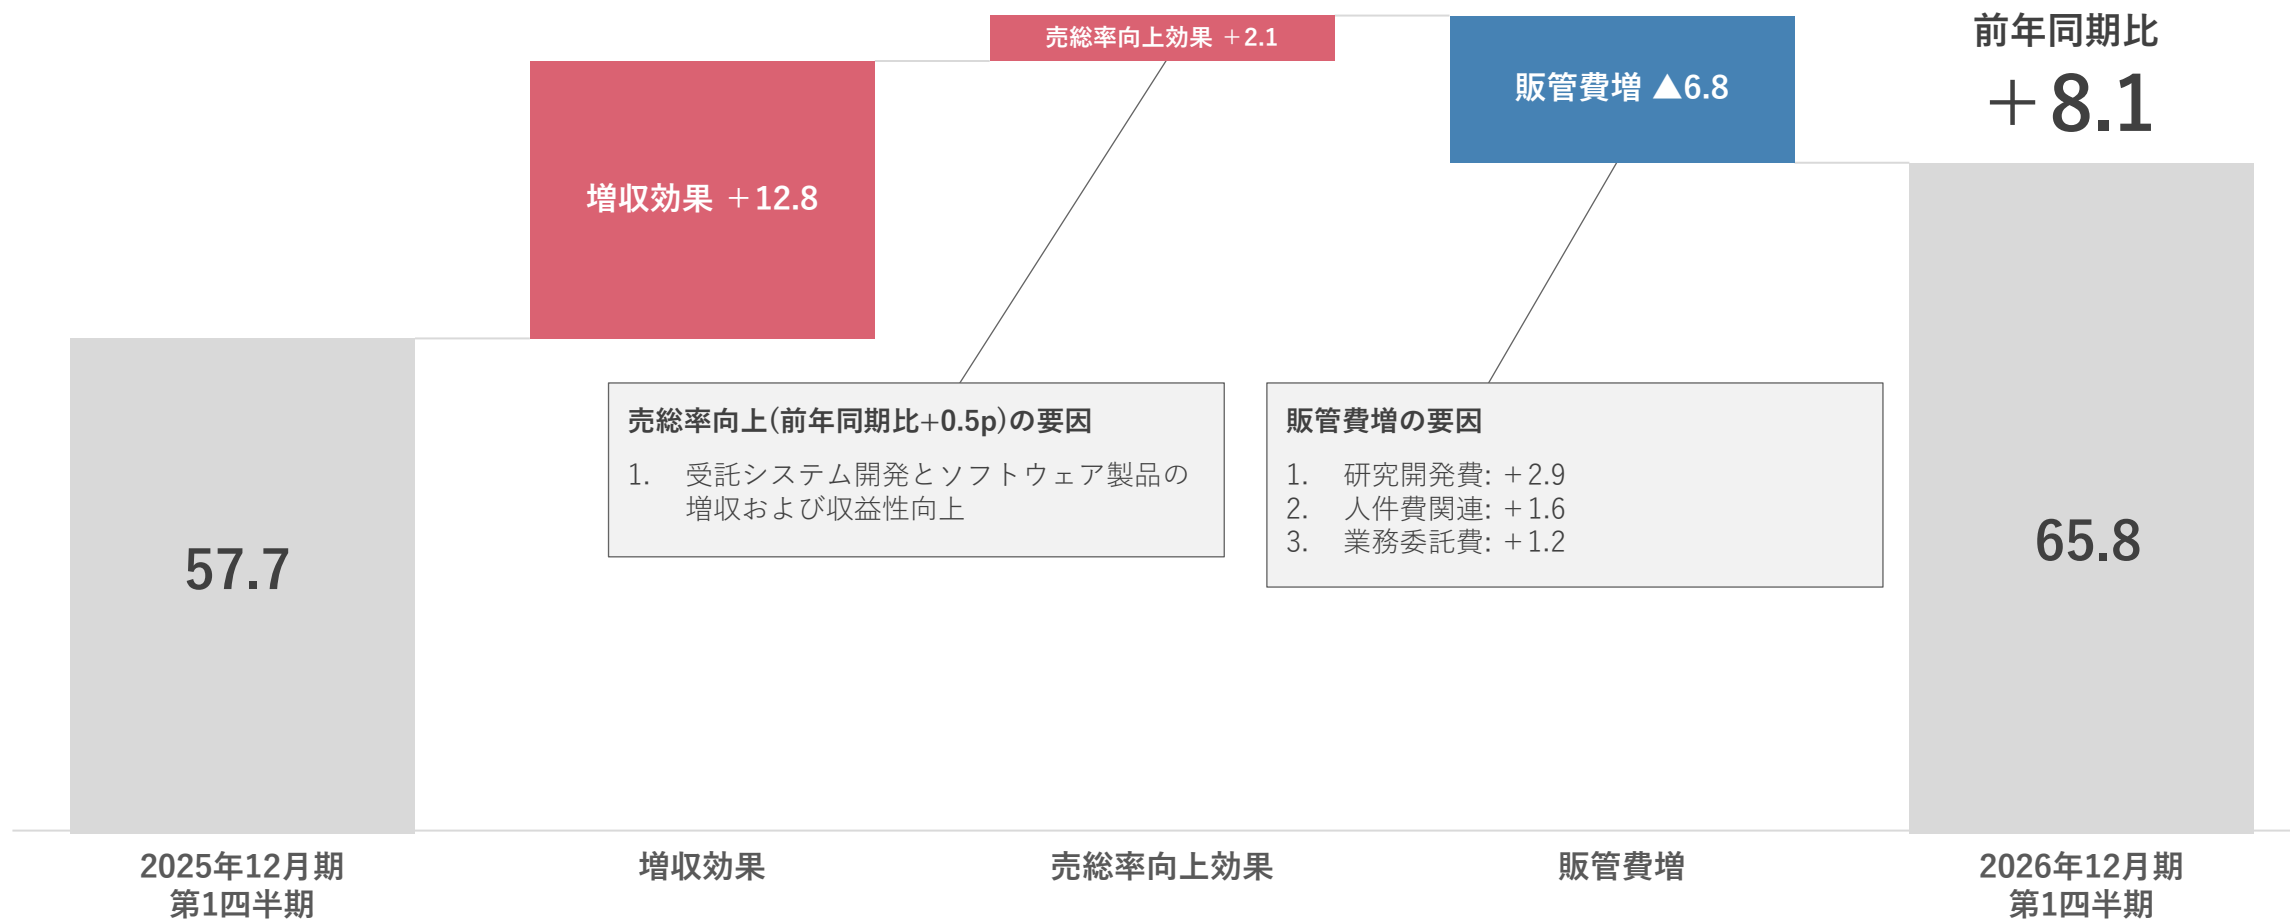 売総率向上効果 +2.1
前年同期比
+8.1
販管費増 ▲6.8
増収効果 +12.8
売総率向上(前年同期比+0.5p)の要因
1. 受託システム開発とソフトウェア製品の
増収および収益性向上
販管費増の要因
1. 研究開発費: +2.9
2. 人件費関連: +1.6
3. 業務委託費: +1.2
57.7
65.8
2025年12月期
第1四半期
増収効果
売総率向上効果
販管費増
2026年12月期
第1四半期